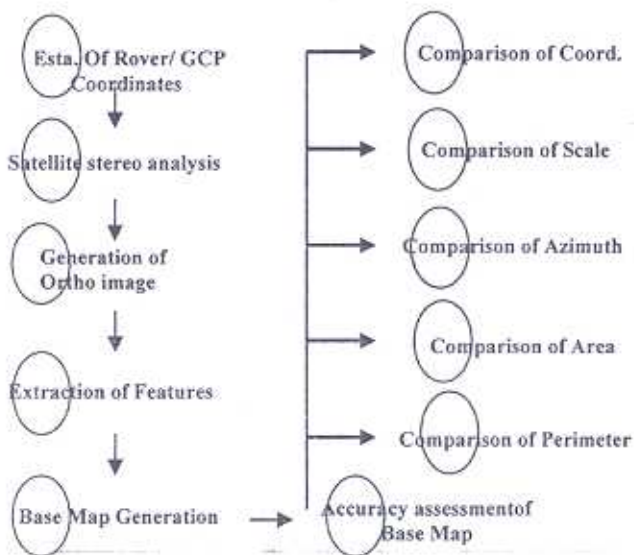 Esta. Of Rover/ GCP
Coordinates
Satellite stereo analysis
Generation of
Ortho image
Extraction of Features
Base Map Generation
Accuracy assessmentof
Base Map
Comparison of Coord.
Comparison of Scale
Comparison of Azimuth
Comparison of Area
Comparison of Perimeter